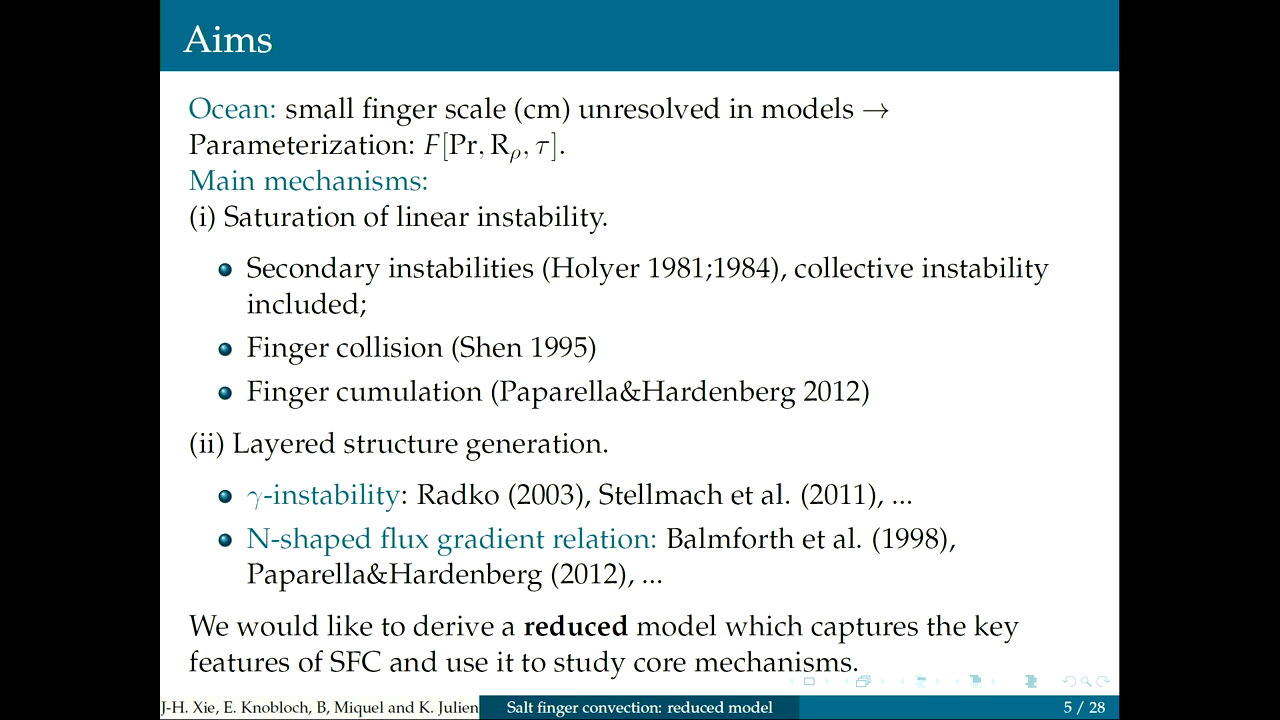 Aims
Ocean: small finger scale (cm) unresolved in models →
Parameterization: F[Pr, Rρ, τ].
Main mechanisms:
(i) Saturation of linear instability.
Secondary instabilities (Holyer 1981;1984), collective instability
included;
Finger collision (Shen 1995)
Finger cumulation (Paparella&Hardenberg 2012)
(ii) Layered structure generation.
γ-instability: Radko (2003), Stellmach et al. (2011), ...
N-shaped flux gradient relation: Balmforth et al. (1998),
Paparella&Hardenberg (2012), ...
We would like to derive a reduced model which captures the key
features of SFC and use it to study core mechanisms.
J-H. Xie, E. Knobloch, B, Miquel and K. Julien
Salt finger convection: reduced model
5 / 28